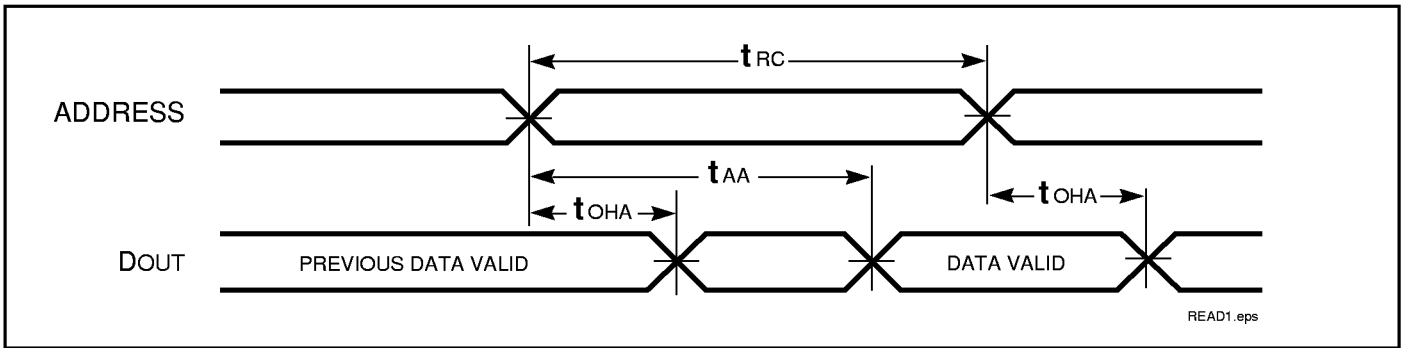 tRC
ADDRESS
tAA
tOHA
tOHA
DOUT
PREVIOUS DATA VALID
DATA VALID
READ1.eps